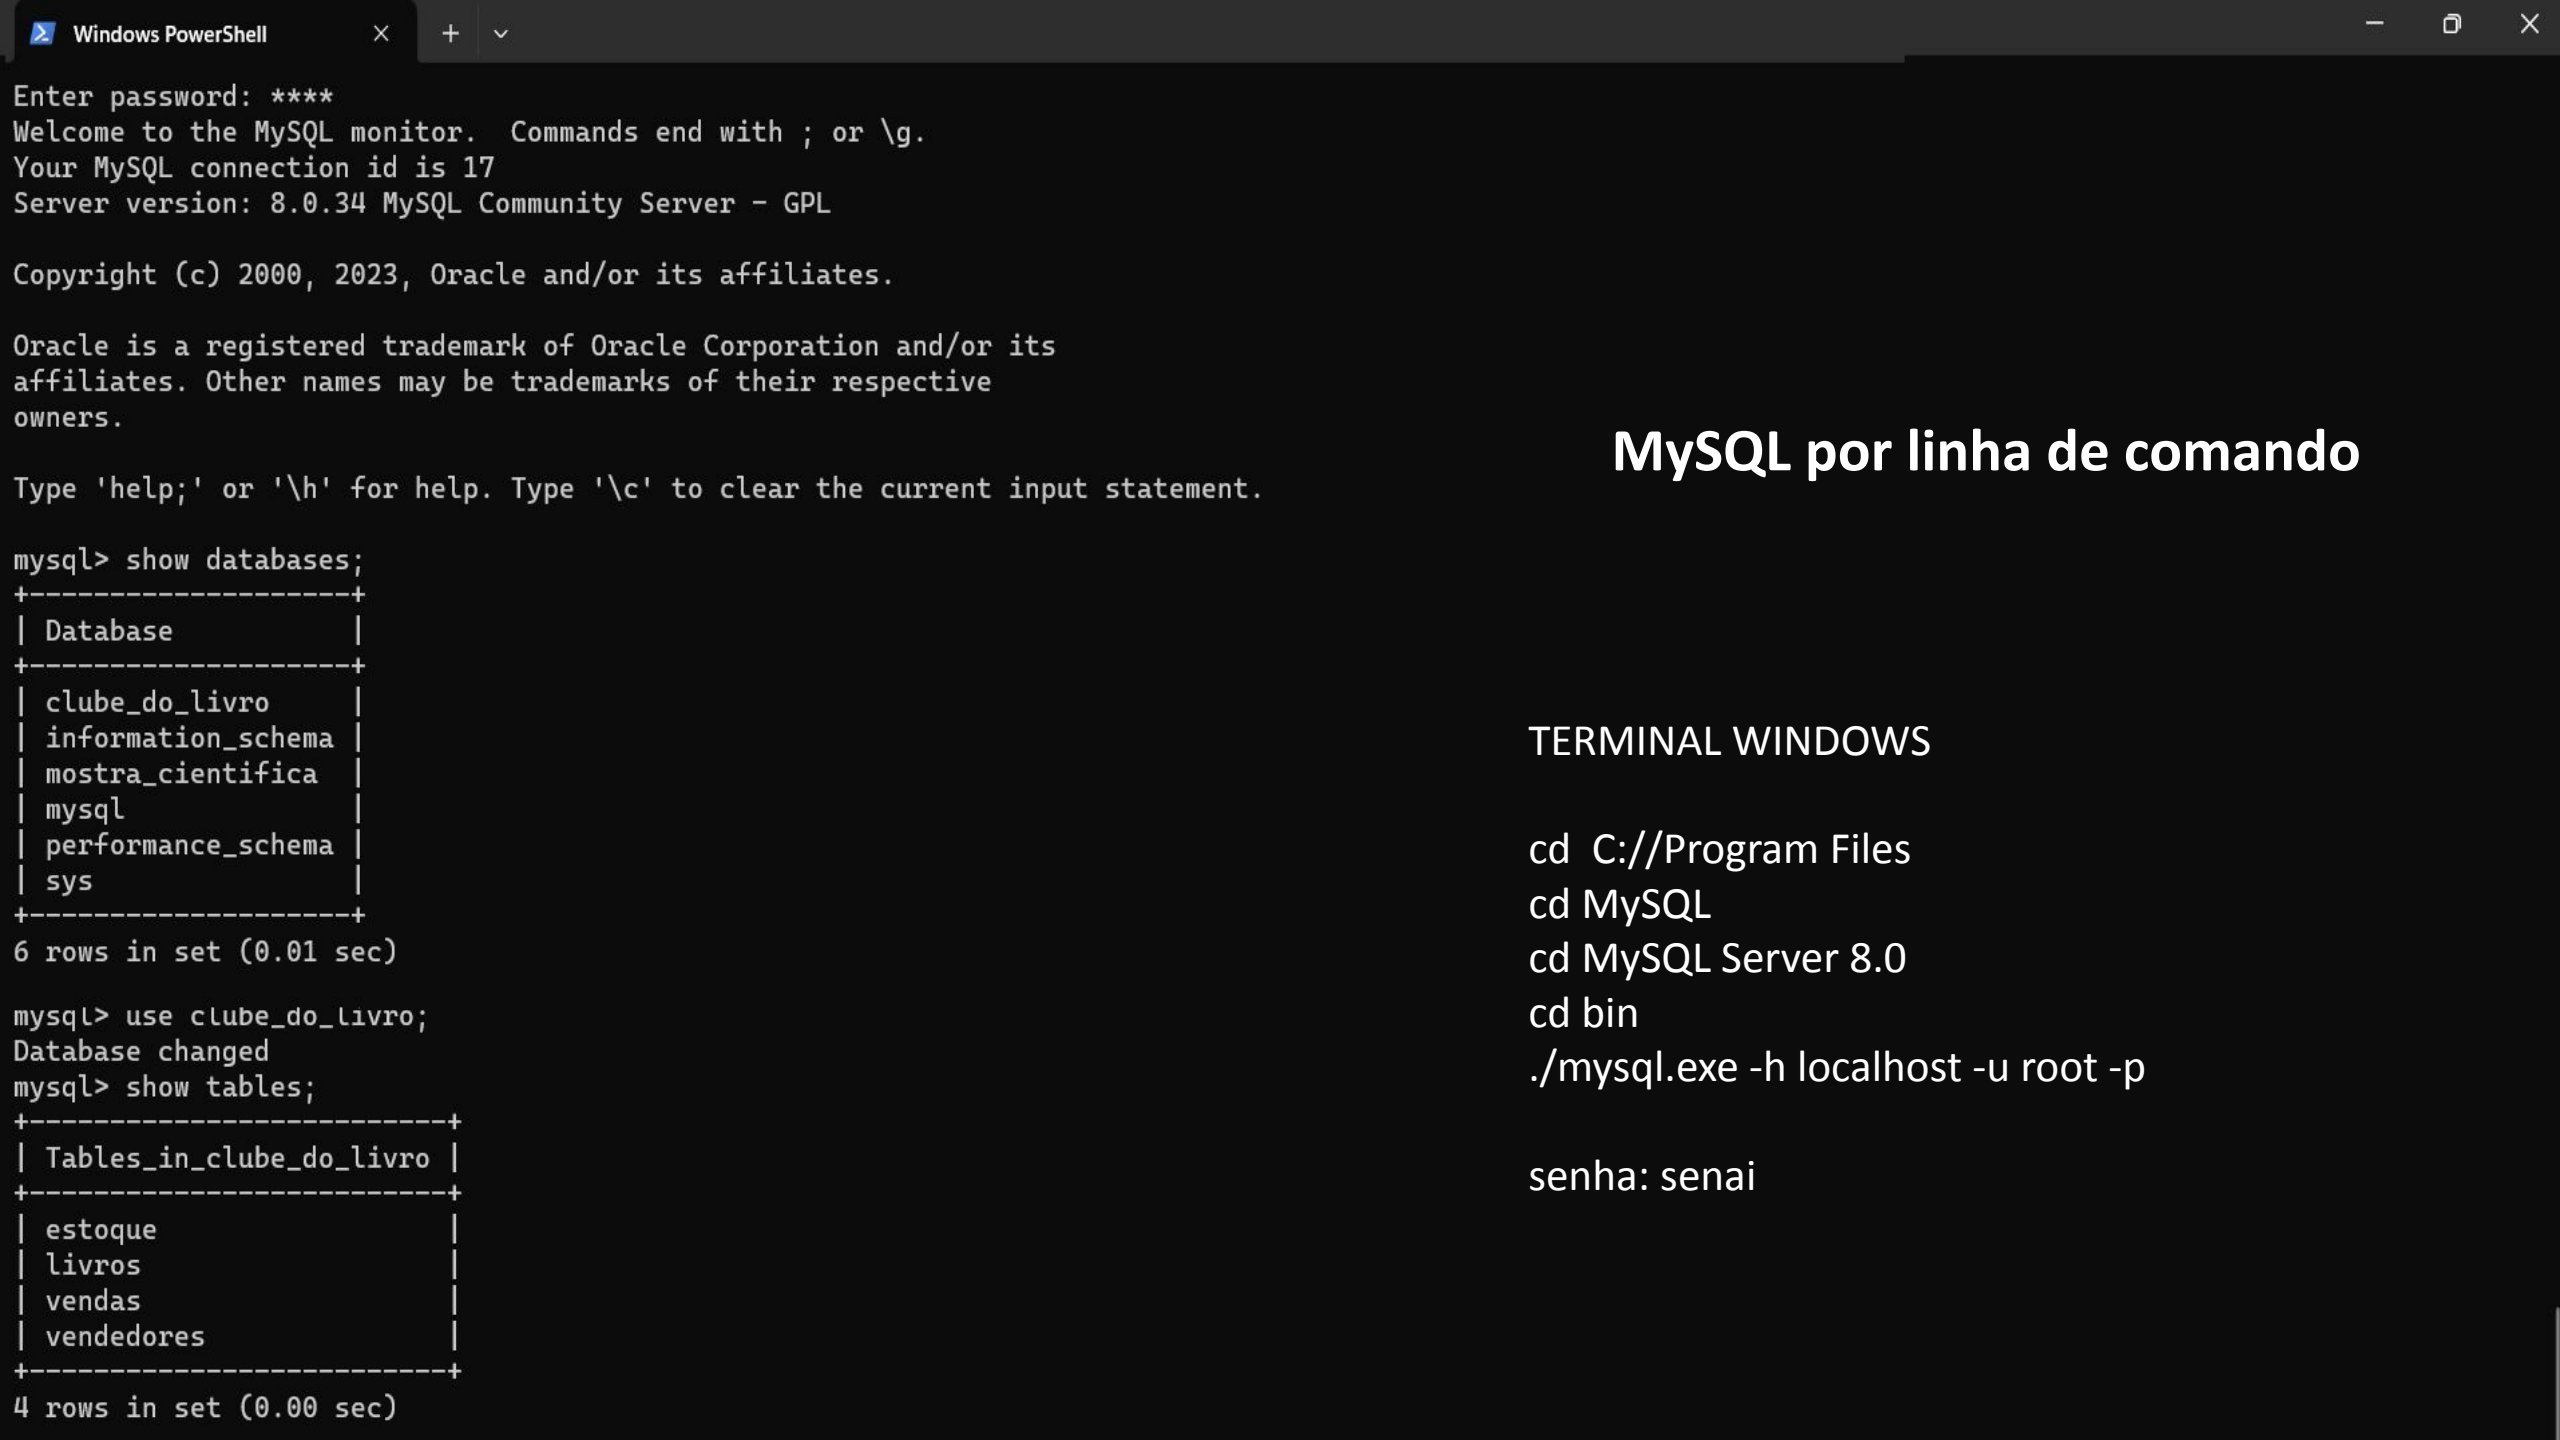 Windows PowerShell
Enter password: ****
Welcome to the MySQL monitor.  Commands end with ; or \g.
Your MySQL connection id is 17
Server version: 8.0.34 MySQL Community Server - GPL
Copyright (c) 2000, 2023, Oracle and/or its affiliates.
Oracle is a registered trademark of Oracle Corporation and/or its
affiliates. Other names may be trademarks of their respective
owners.
Type 'help;' or '\h' for help. Type '\c' to clear the current input statement.
mysql> show databases;
+--------------------+
| Database           |
+--------------------+
| clube_do_livro     |
| information_schema |
| mostra_cientifica  |
| mysql              |
| performance_schema |
| sys                |
+--------------------+
6 rows in set (0.01 sec)
mysql> use clube_do_livro;
Database changed
mysql> show tables;
+--------------------------+
| Tables_in_clube_do_livro |
+--------------------------+
| estoque                  |
| livros                   |
| vendas                   |
| vendedores               |
+--------------------------+
4 rows in set (0.00 sec)
MySQL por linha de comando
TERMINAL WINDOWS
cd  C://Program Files
cd MySQL
cd MySQL Server 8.0
cd bin
./mysql.exe -h localhost -u root -p
senha: senai